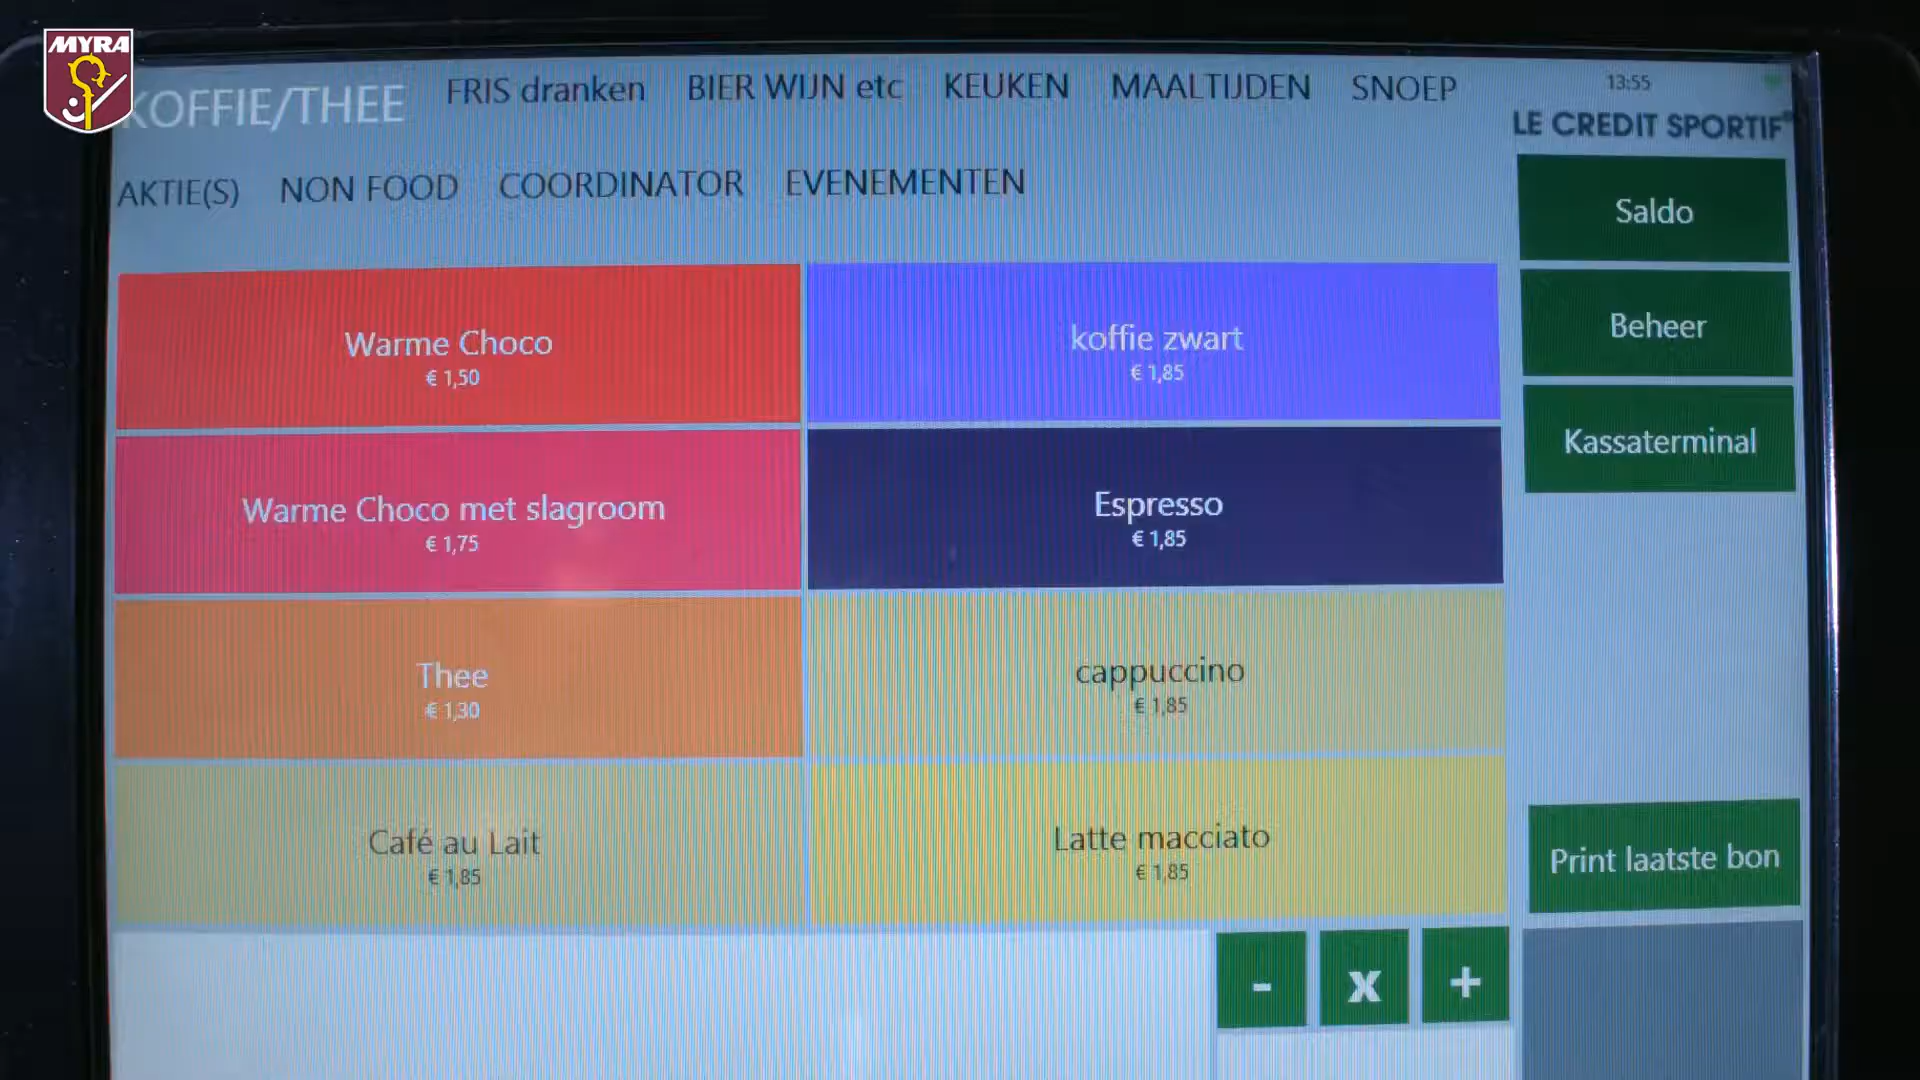 MYRA
KOFFIE/THEE FRIS dranken BIER WIJN etc KEUKEN MAALTIJDEN SNOEP
13:55
LE CREDIT SPORTIF®
AKTIE(S) NON FOOD COORDINATOR EVENEMENTEN
Saldo
Beheer
Kassaterminal
Warme Choco
€ 1,50
koffie zwart
€ 1,85
Warme Choco met slagroom
€ 1,75
Espresso
€ 1,85
Thee
€ 1,30
cappuccino
€ 1,85
Café au Lait
€ 1,85
Latte macciato
€ 1,85
Print laatste bon
- x +